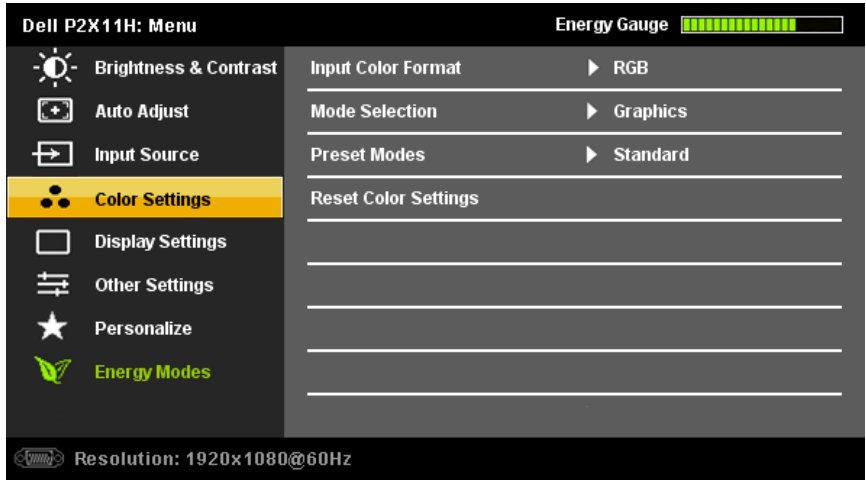 Dell P2X11H: Menu
Energy Gauge
Brightness & Contrast
Input Color Format
RGB
Auto Adjust
Mode Selection
Graphics
Input Source
Preset Modes
Standard
Color Settings
Reset Color Settings
Display Settings
Other Settings
Personalize
Energy Modes
Resolution: 1920x1080@60Hz